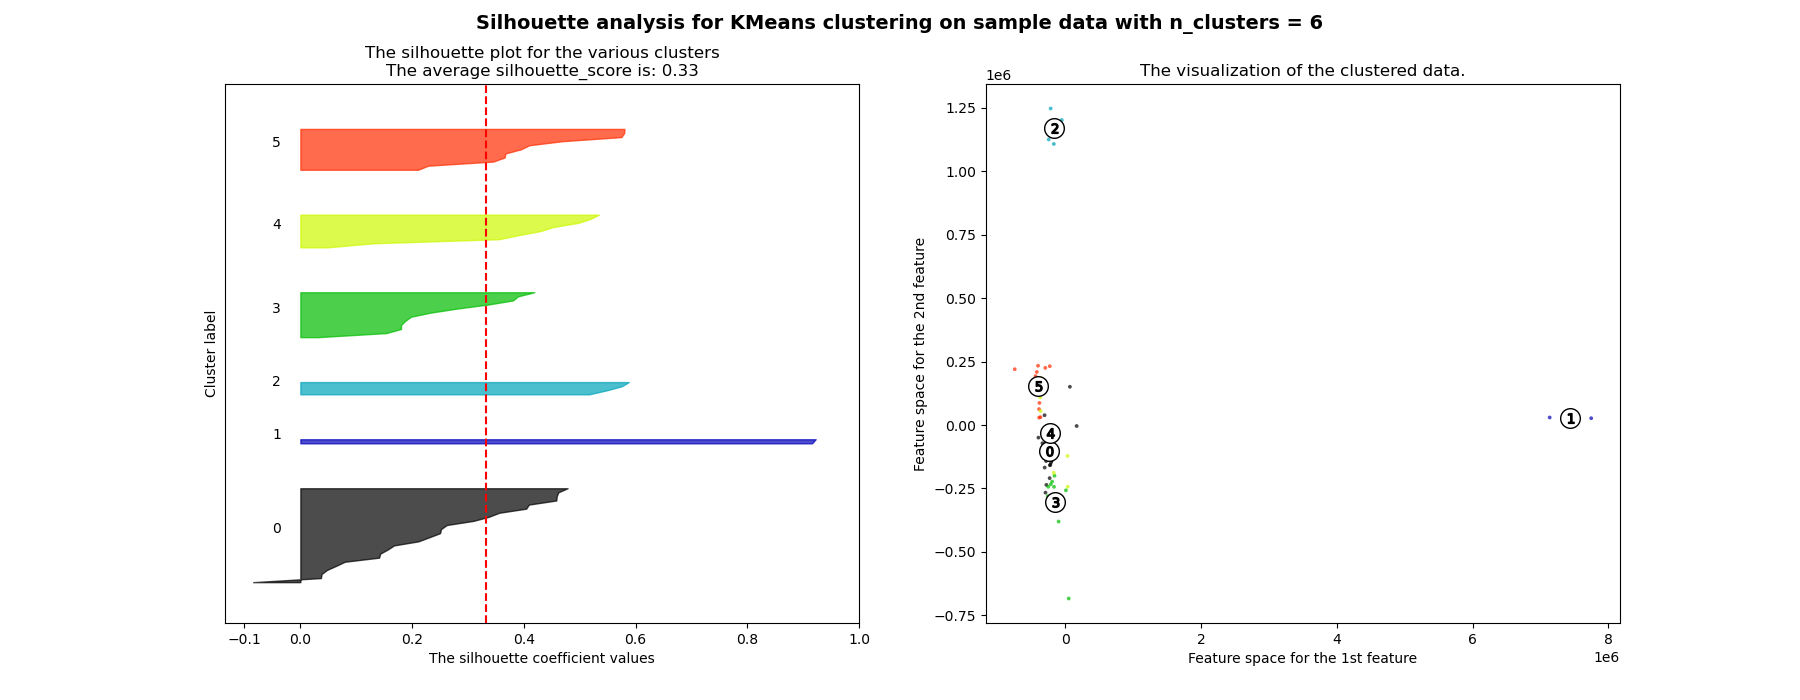 Silhouette analysis for KMeans clustering on sample data with n_clusters = 6
The silhouette plot for the various clusters
The average silhouette_score is: 0.33
Cluster label
5
4
3
2
1
0
−0.1 0.0 0.2 0.4 0.6 0.8 1.0
The silhouette coefficient values
The visualization of the clustered data.
1e6
Feature space for the 2nd feature
1.25
1.00
0.75
0.50
0.25
0.00
−0.25
−0.50
−0.75
2
5
1
4
0
3
0 2 4 6 8
1e6
Feature space for the 1st feature